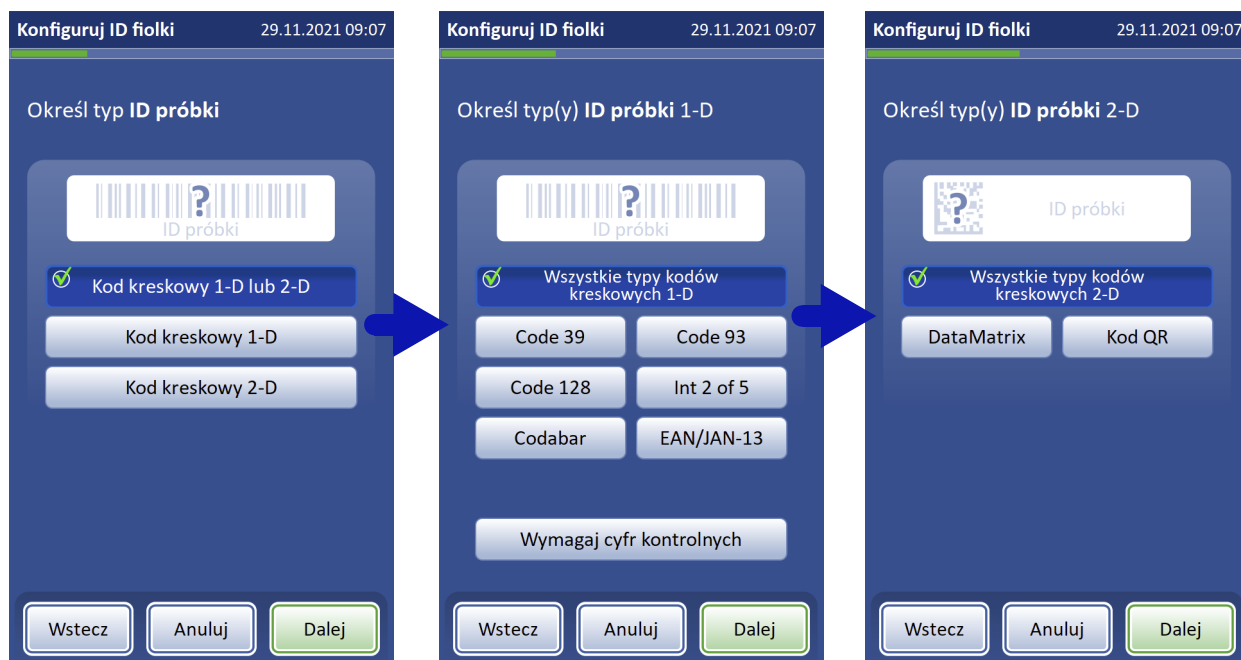 Konfiguruj ID fiolki 29.11.2021 09:07
Określ typ ID próbki
?
ID próbki
Kod kreskowy 1-D lub 2-D
Kod kreskowy 1-D
Kod kreskowy 2-D
Wstecz Anuluj Dalej
Konfiguruj ID fiolki 29.11.2021 09:07
Określ typ(y) ID próbki 1-D
?
ID próbki
Wszystkie typy kodów
kreskowych 1-D
Code 39 Code 93
Code 128 Int 2 of 5
Codabar EAN/JAN-13
Wymagaj cyfr kontrolnych
Wstecz Anuluj Dalej
Konfiguruj ID fiolki 29.11.2021 09:07
Określ typ(y) ID próbki 2-D
? ID próbki
Wszystkie typy kodów
kreskowych 2-D
DataMatrix Kod QR
Wstecz Anuluj Dalej